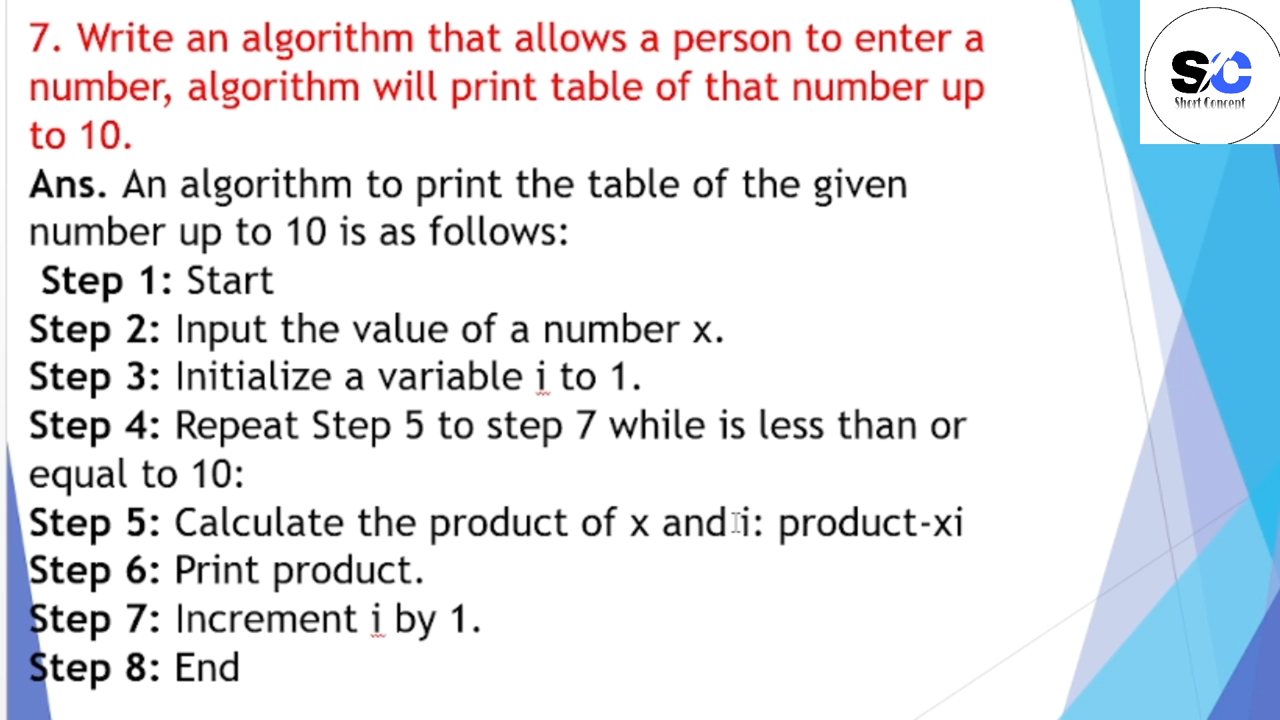 7. Write an algorithm that allows a person to enter a
number, algorithm will print table of that number up
to 10.
Ans. An algorithm to print the table of the given
number up to 10 is as follows:
Step 1: Start
Step 2: Input the value of a number x.
Step 3: Initialize a variable i to 1.
Step 4: Repeat Step 5 to step 7 while is less than or
equal to 10:
Step 5: Calculate the product of x and i: product-xi
Step 6: Print product.
Step 7: Increment i by 1.
Step 8: End
SC
Short Concept